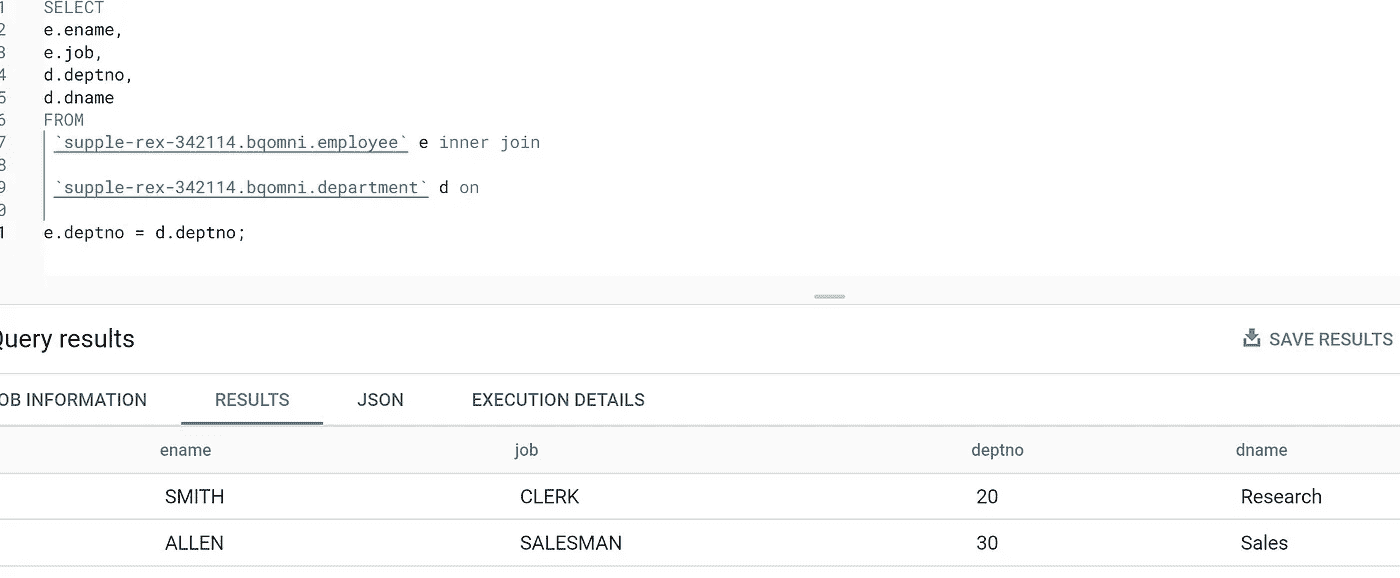 1 SELECT
2 e.ename,
3 e.job,
4 d.deptno,
5 d.dname
6 FROM
7 `supple-rex-342114.bqomni.employee` e inner join
8
9 `supple-rex-342114.bqomni.department` d on
0
1 e.deptno = d.deptno;
Query results SAVE RESULTS
OB INFORMATION RESULTS JSON EXECUTION DETAILS
ename job deptno dname
SMITH CLERK 20 Research
ALLEN SALESMAN 30 Sales